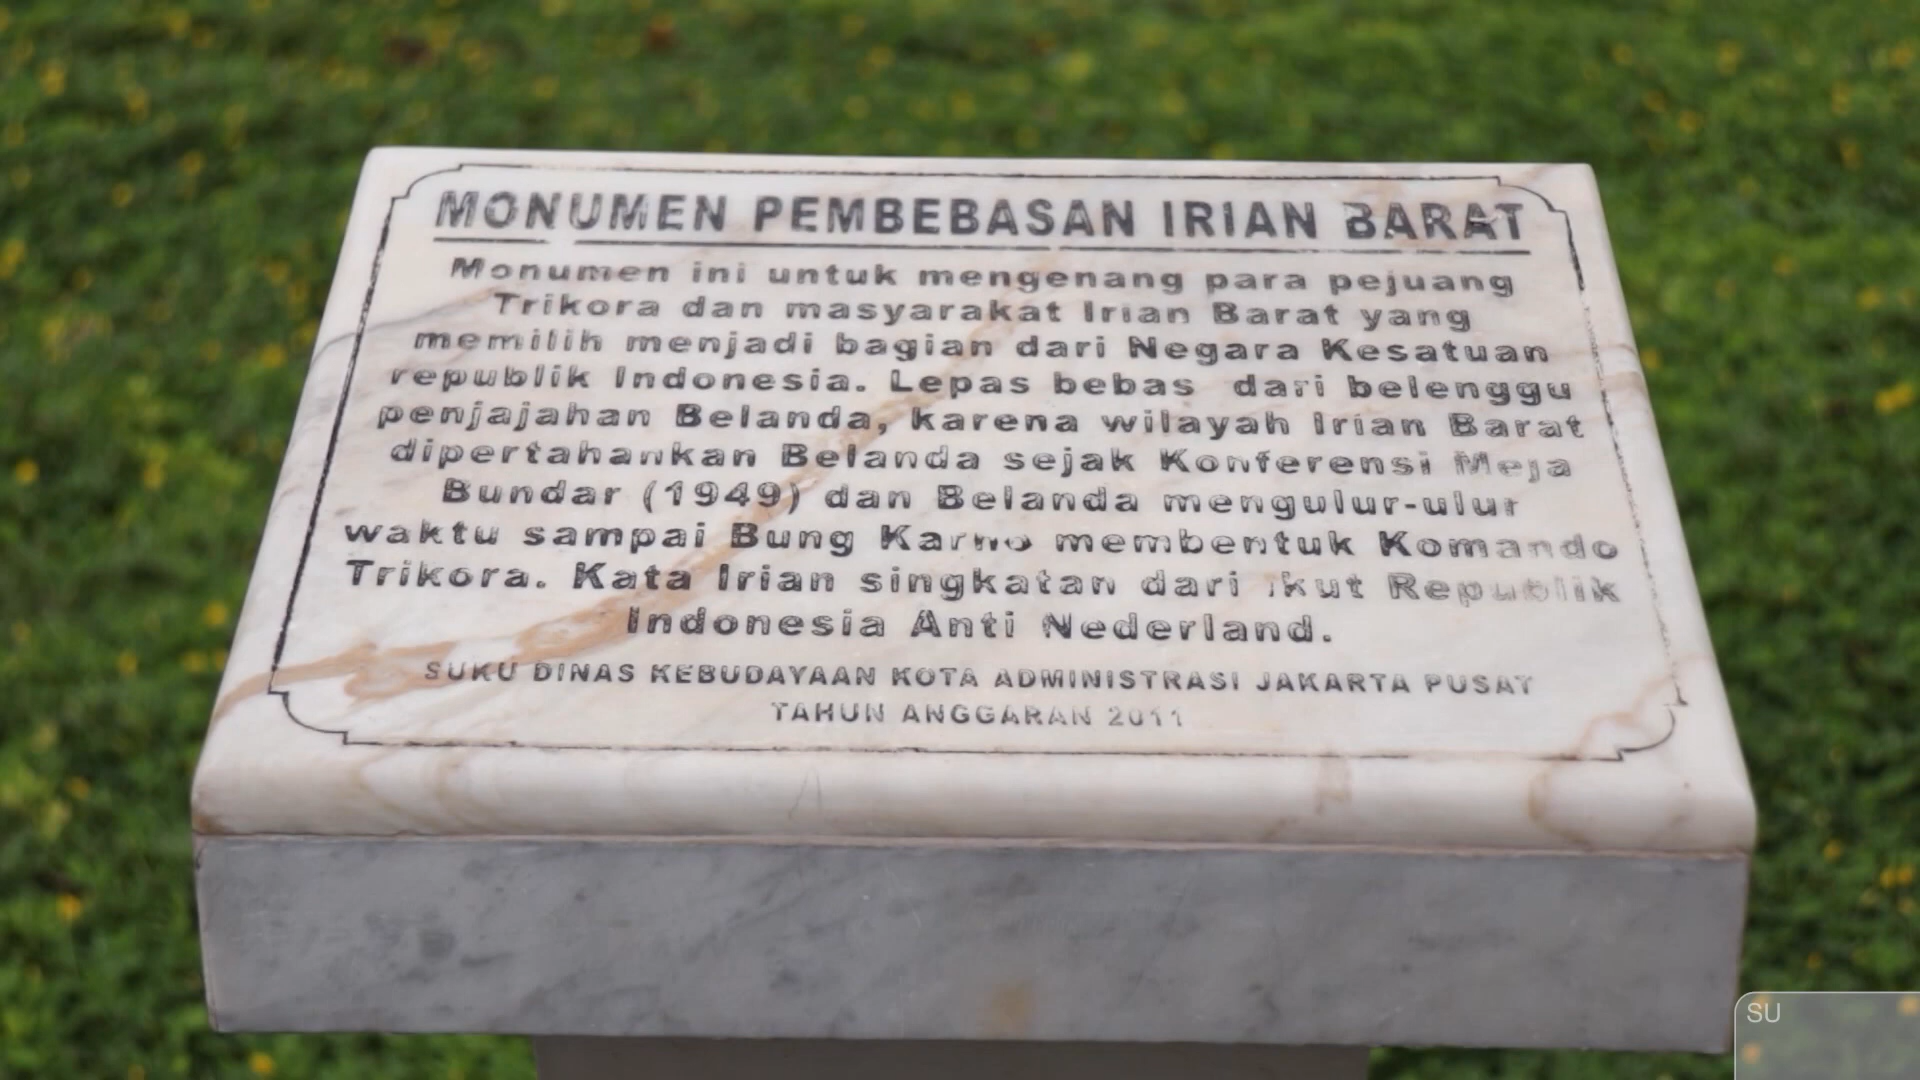 MONUMEN PEMBEBASAN IRIAN BARAT
Monumen ini untuk mengenang para pejuang
Trikora dan masyarakat Irian Barat yang
memilih menjadi bagian dari Negara Kesatuan
republik Indonesia. Lepas bebas dari belenggu
penjajahan Belanda, karena wilayah Irian Barat
dipertahankan Belanda sejak Konferensi Meja
Bundar (1949) dan Belanda mengulur-ulur
waktu sampai Bung Karno membentuk Komando
Trikora. Kata Irian singkatan dari ikut Republik
Indonesia Anti Nederland.
SUKU DINAS KEBUDAYAAN KOTA ADMINISTRASI JAKARTA PUSAT
TAHUN ANGGARAN 2011
SU